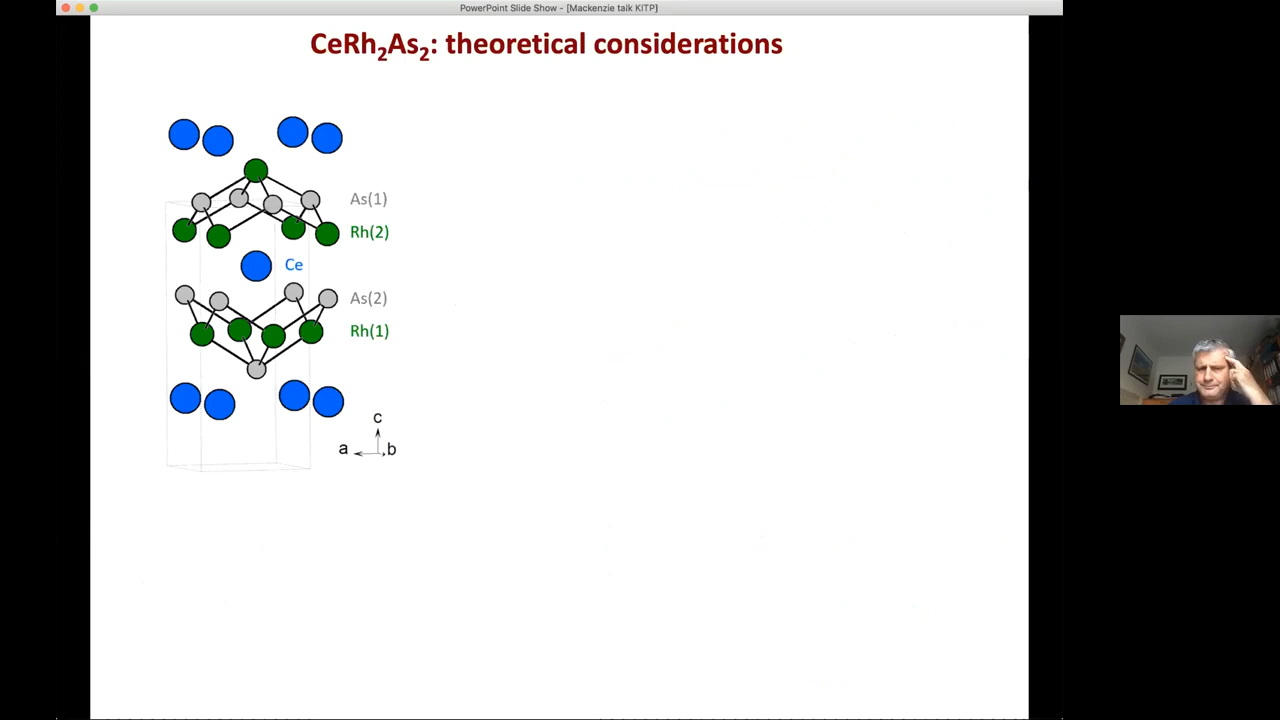 PowerPoint Slide Show - [Mackenzie talk KITP]
CeRh₂As₂: theoretical considerations
As(1)
Rh(2)
Ce
As(2)
Rh(1)
c
a
b